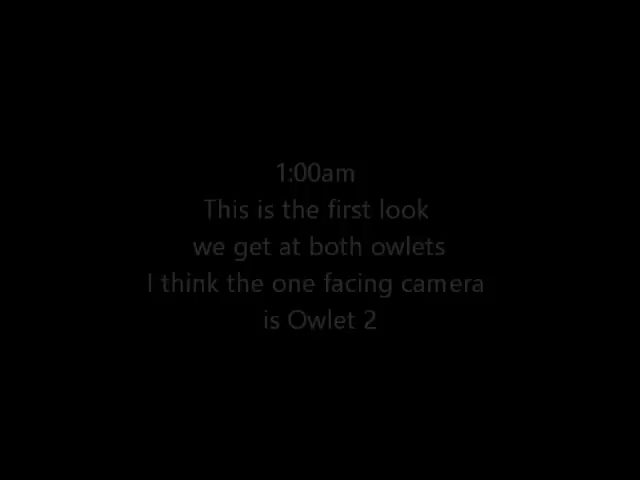 1:00am
This is the first look
we get at both owlets
I think the one facing camera
is Owlet 2